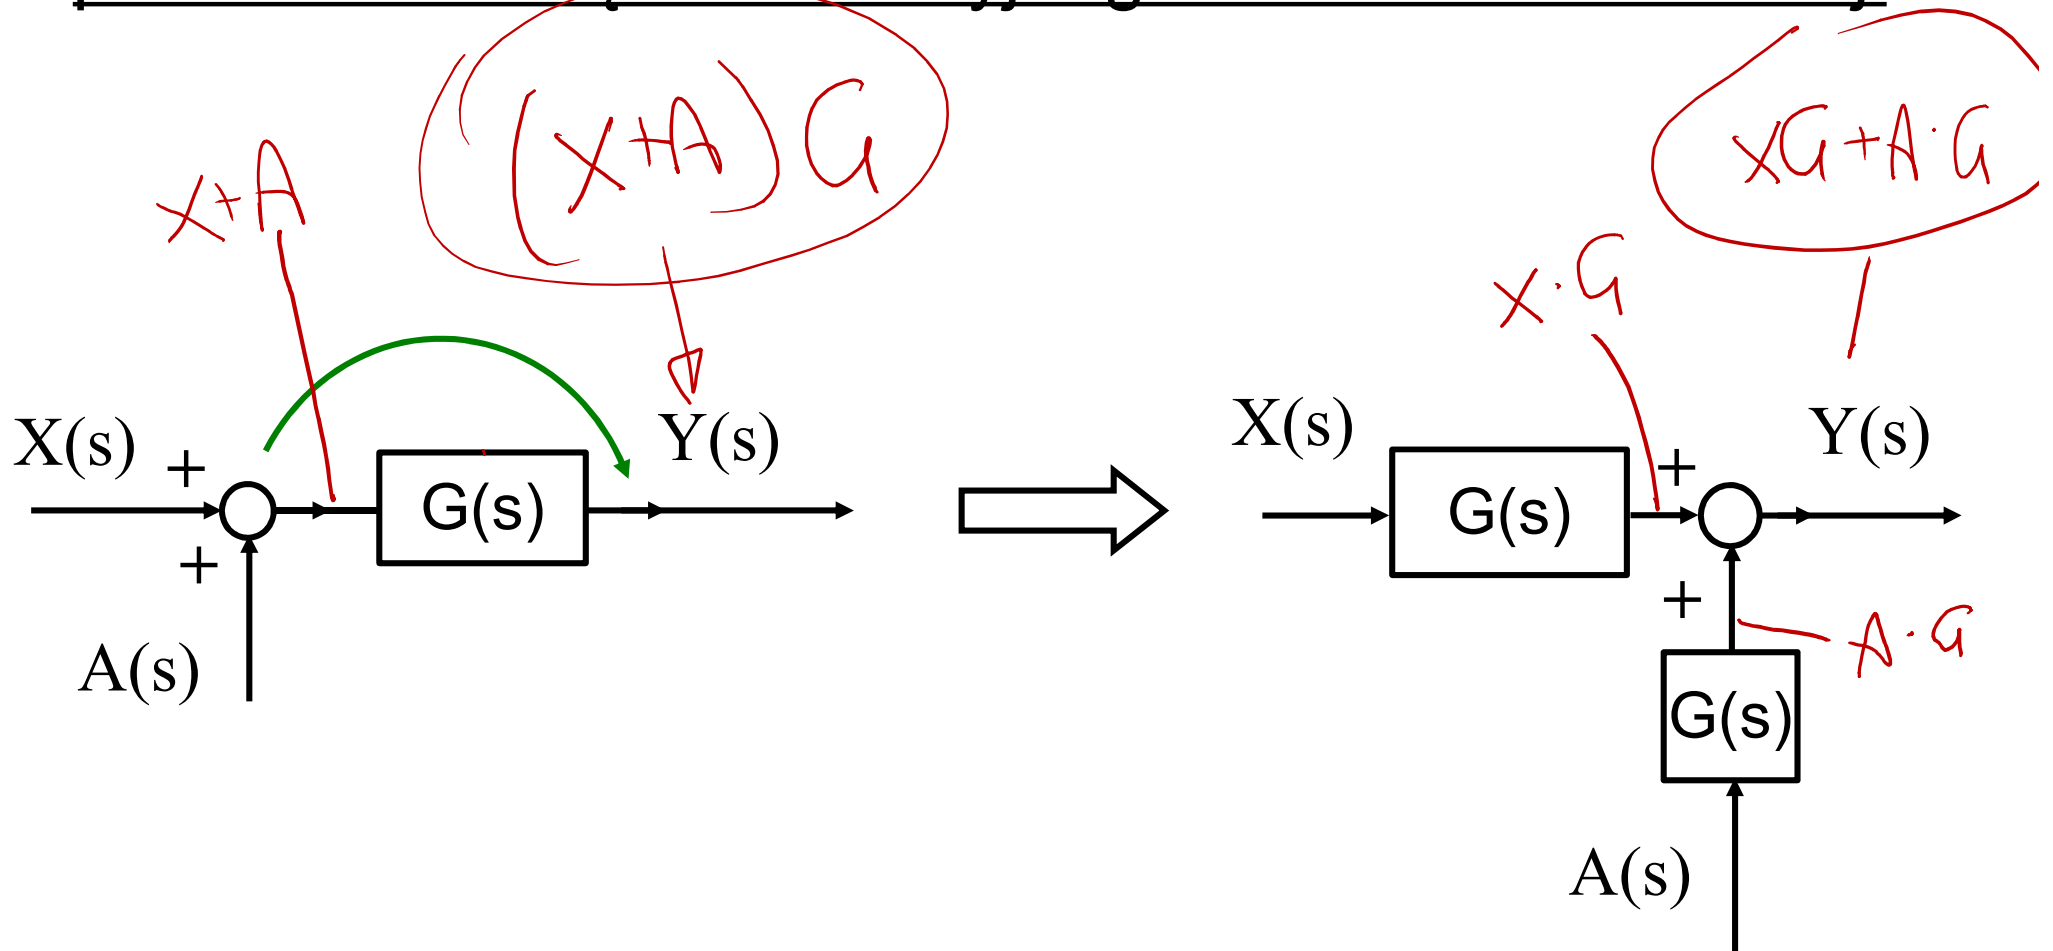 (X+A)G
X+A
XG+A·G
X·G
X(s)
+
+
G(s)
Y(s)
A(s)
X(s)
G(s)
+
+
Y(s)
A·G
G(s)
A(s)